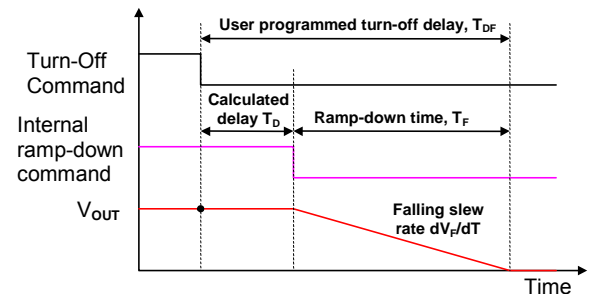 User programmed turn-off delay, TDF
Turn-Off
Command
Calculated
delay TD
Ramp-down time, TF
Internal
ramp-down
command
VOUT
Falling slew
rate dVF/dT
Time